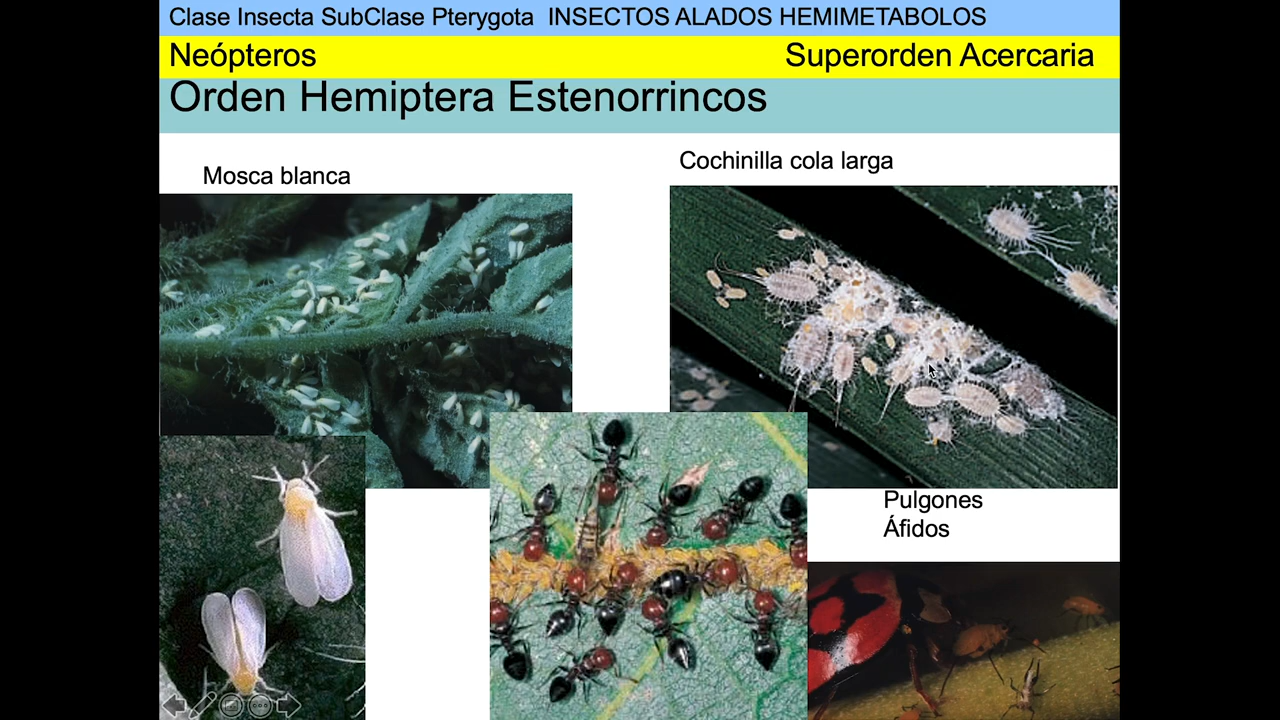 Clase Insecta SubClase Pterygota INSECTOS ALADOS HEMIMETABOLOS
Neópteros Superorden Acercaria
Orden Hemiptera Estenorrincos
Mosca blanca
Cochinilla cola larga
Pulgones
Áfidos